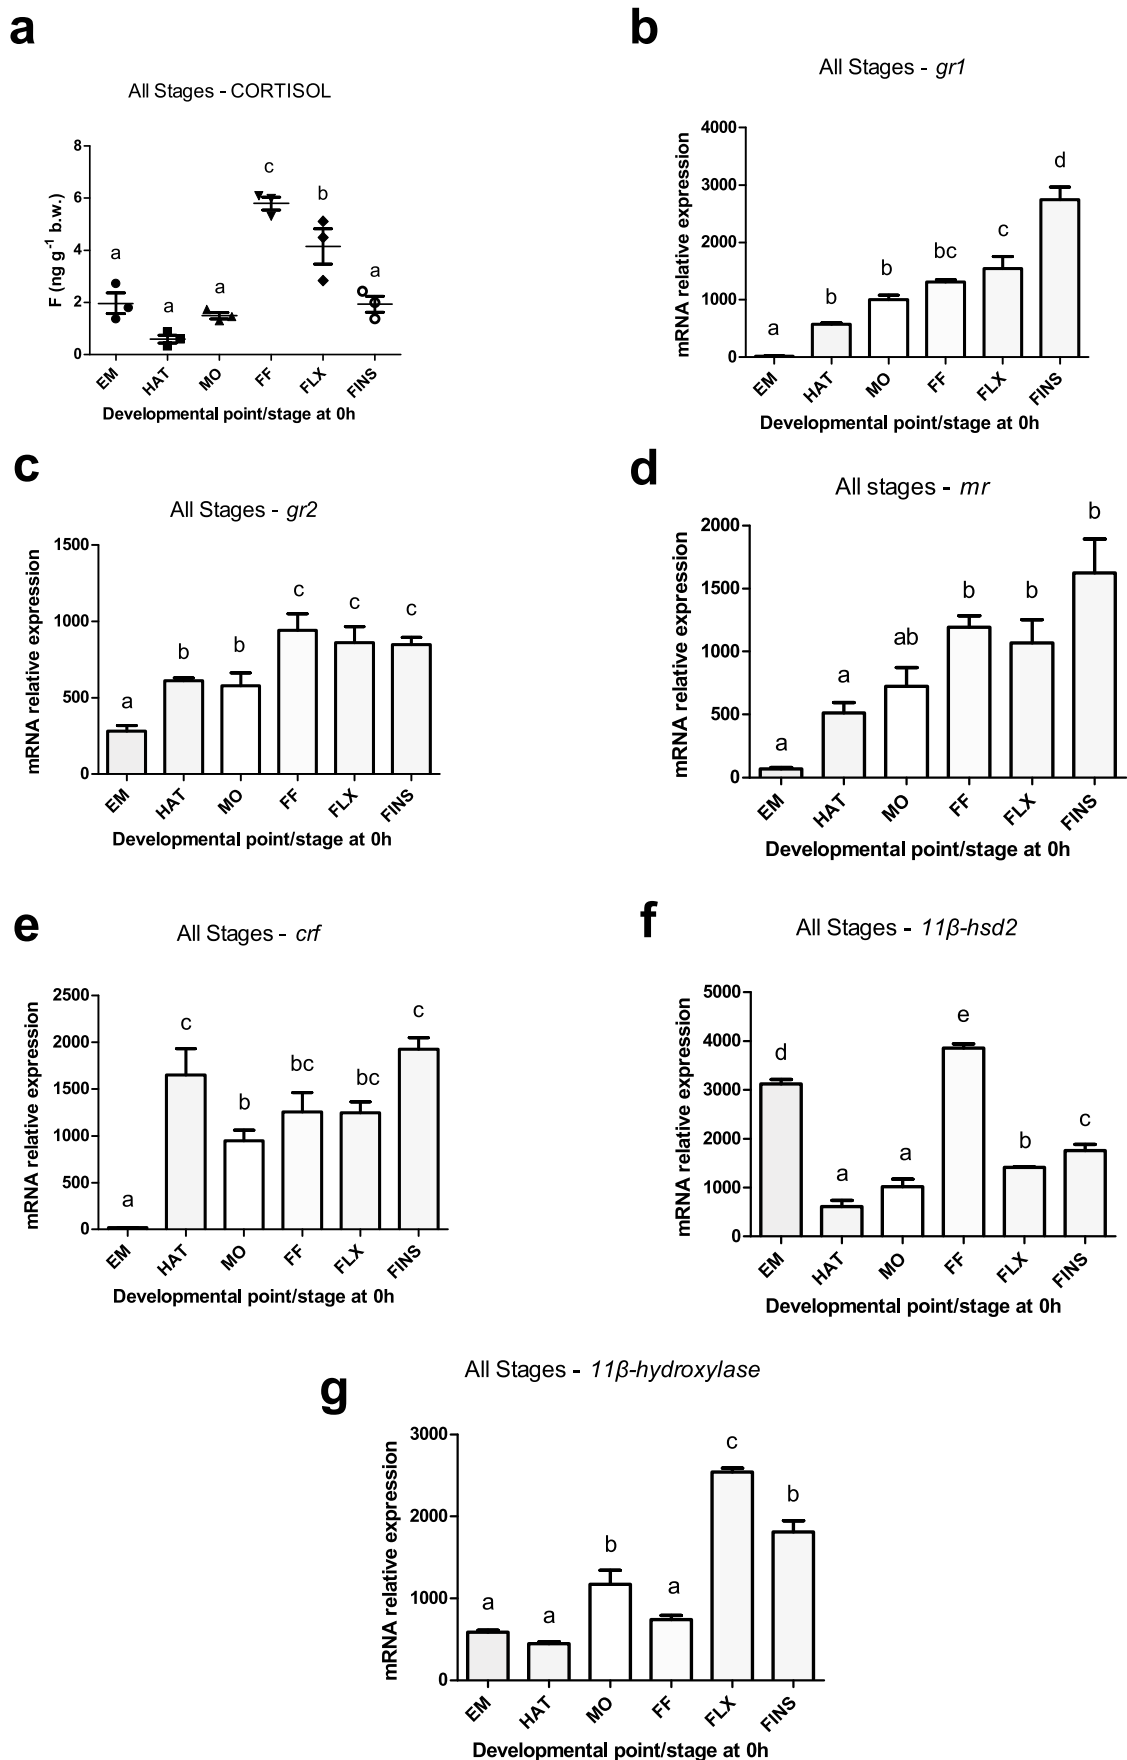 a
All Stages - CORTISOL
F (ng g⁻¹ b.w.)
8
6
4
2
0
a
a
a
c
b
a
EM
HAT
MO
FF
FLX
FINS
Developmental point/stage at 0h
b
All Stages - gr1
mRNA relative expression
4000
3000
2000
1000
0
a
b
b
bc
c
d
EM
HAT
MO
FF
FLX
FINS
Developmental point/stage at 0h
c
All Stages - gr2
mRNA relative expression
1500
1000
500
0
a
b
b
c
c
c
EM
HAT
MO
FF
FLX
FINS
Developmental point/stage at 0h
d
All stages - mr
mRNA relative expression
2000
1500
1000
500
0
a
a
ab
b
b
b
EM
HAT
MO
FF
FLX
FINS
Developmental point/stage at 0h
e
All Stages - crf
mRNA relative expression
2500
2000
1500
1000
500
0
a
c
b
bc
bc
c
EM
HAT
MO
FF
FLX
FINS
Developmental point/stage at 0h
f
All Stages - 11β-hsd2
mRNA relative expression
5000
4000
3000
2000
1000
0
d
a
a
e
b
c
EM
HAT
MO
FF
FLX
FINS
Developmental point/stage at 0h
g
All Stages - 11β-hydroxylase
mRNA relative expression
3000
2000
1000
0
a
a
b
a
c
b
EM
HAT
MO
FF
FLX
FINS
Developmental point/stage at 0h